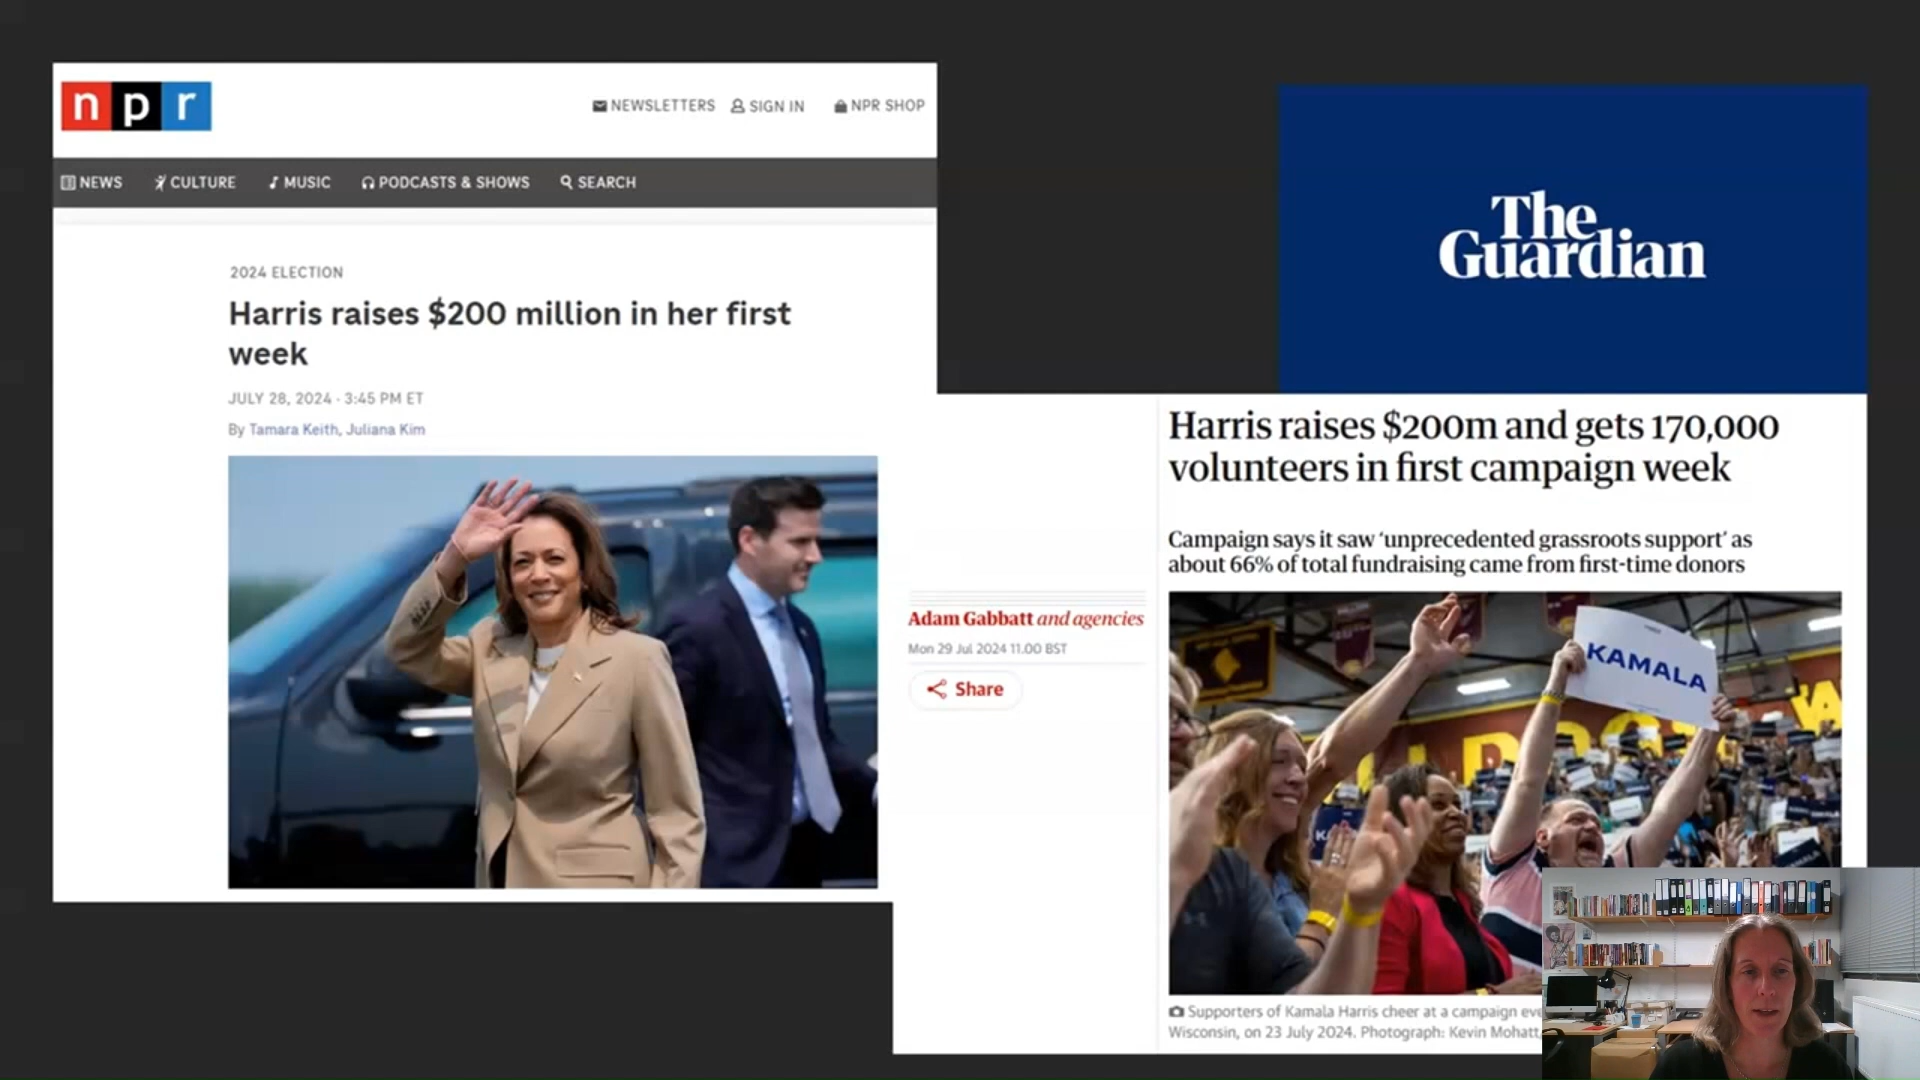 npr
NEWSLETTERS SIGN IN NPR SHOP
NEWS CULTURE MUSIC PODCASTS & SHOWS SEARCH
2024 ELECTION
Harris raises $200 million in her first
week
JULY 28, 2024 · 3:45 PM ET
By Tamara Keith, Juliana Kim
The
Guardian
Harris raises $200m and gets 170,000
volunteers in first campaign week
Campaign says it saw ‘unprecedented grassroots support’ as
about 66% of total fundraising came from first-time donors
Adam Gabbatt and agencies
Mon 29 Jul 2024 11.00 BST
Share
KAMALA
Supporters of Kamala Harris cheer at a campaign eve
Wisconsin, on 23 July 2024. Photograph: Kevin Mohatt,